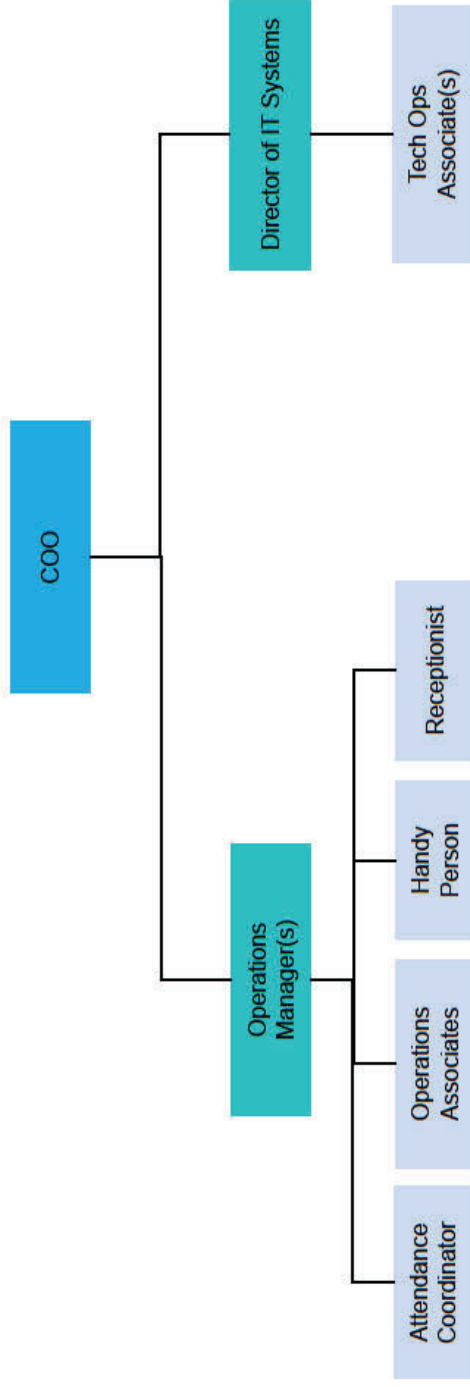 COO
Operations
Manager(s)
Director of IT Systems
Attendance
Coordinator
Operations
Associates
Handy
Person
Receptionist
Tech Ops
Associate(s)